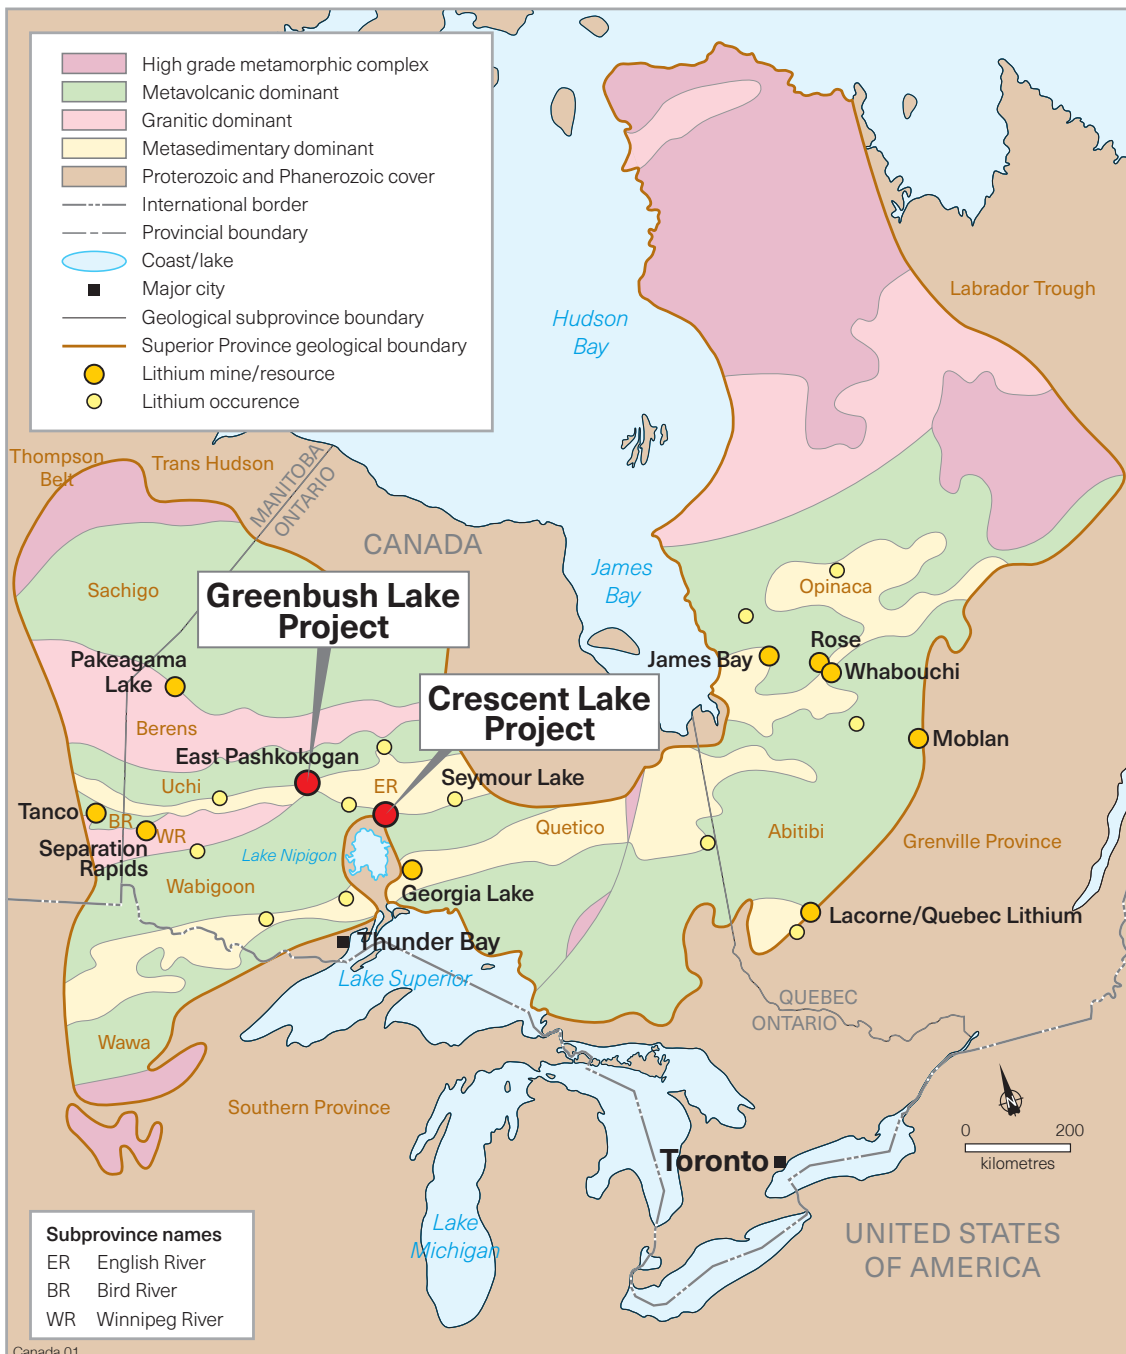 High grade metamorphic complex
Metavolcanic dominant
Granitic dominant
Metasedimentary dominant
Proterozoic and Phanerozoic cover
International border
Provincial boundary
Coast/lake
Major city
Geological subprovince boundary
Superior Province geological boundary
Lithium mine/resource
Lithium occurence
Labrador Trough
Hudson
Bay
Thompson
Belt
Trans Hudson
MANITOBA
ONTARIO
CANADA
James
Bay
Opinaca
Sachigo
Greenbush Lake
Project
Rose
James Bay
Whabouchi
Pakeagama
Lake
Crescent Lake
Project
Berens
Moblan
East Pashkokogan
Uchi
ER
Seymour Lake
Tanco
BR
WR
Separation
Rapids
Quetico
Abitibi
Grenville Province
Lake Nipigon
Wabigoon
Georgia Lake
Lacorne/Quebec Lithium
Thunder Bay
Lake Superior
QUEBEC
ONTARIO
Wawa
Southern Province
N
0 200
kilometres
Toronto
Lake
Michigan
UNITED STATES
OF AMERICA
Subprovince names
ER English River
BR Bird River
WR Winnipeg River
Canada 01